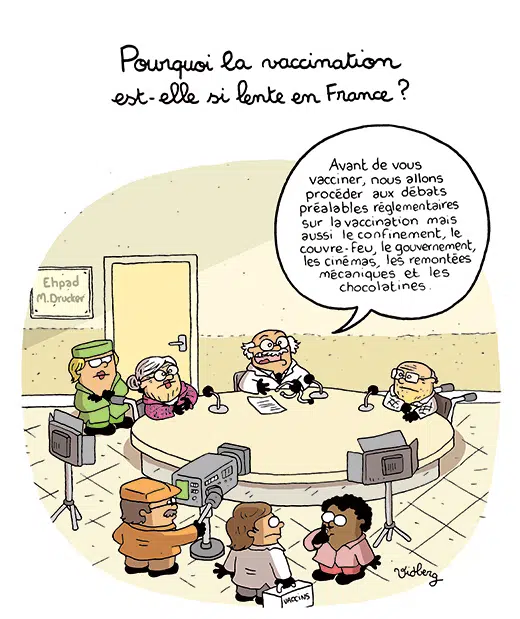 Pourquoi la vaccination
est-elle si lente en France ?
Avant de vous
vacciner, nous allons
procéder aux débats
préalables réglementaires
sur la vaccination mais
aussi le confinement, le
couvre-feu, le gouvernement,
les cinémas, les remontées
mécaniques et les
chocolatines.
Ehpad
M. Drucker
VACCINS
Vidberg